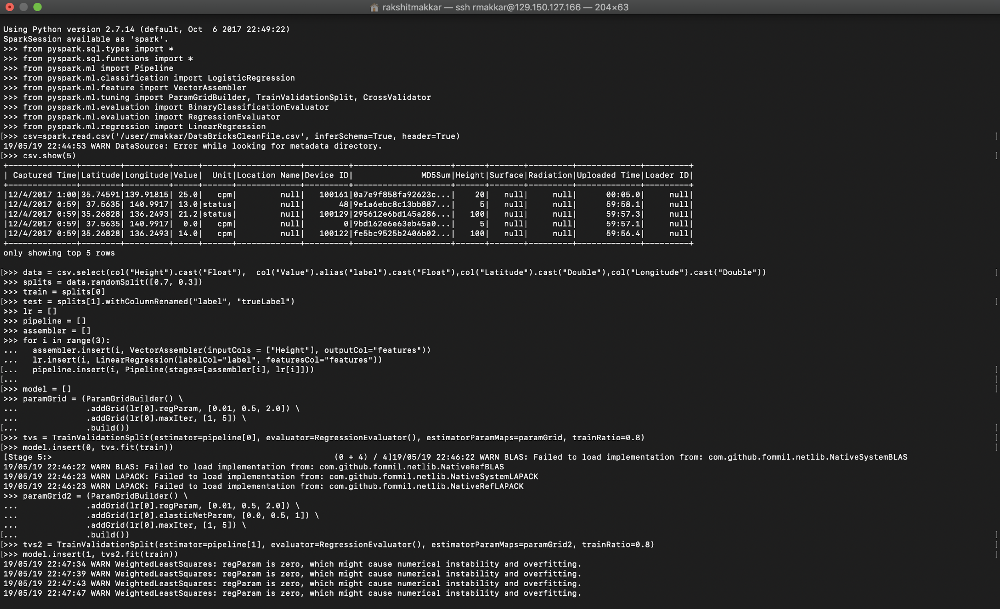 rakshitmakkar — ssh rmakkar@129.150.127.166 — 204×63
Using Python version 2.7.14 (default, Oct  6 2017 22:49:22)
SparkSession available as 'spark'.
>>> from pyspark.sql.types import *
>>> from pyspark.sql.functions import *
>>> from pyspark.ml import Pipeline
>>> from pyspark.ml.classification import LogisticRegression
>>> from pyspark.ml.feature import VectorAssembler
>>> from pyspark.ml.tuning import ParamGridBuilder, TrainValidationSplit, CrossValidator
>>> from pyspark.ml.evaluation import BinaryClassificationEvaluator
>>> from pyspark.ml.evaluation import RegressionEvaluator
>>> from pyspark.ml.regression import LinearRegression
[>>> csv=spark.read.csv('/user/rmakkar/DataBricksCleanFile.csv', inferSchema=True, header=True) ]
19/05/19 22:44:53 WARN DataSource: Error while looking for metadata directory.
[>>> csv.show(5) ]
+--------------+--------+---------+-----+------+-------------+---------+--------------------+------+-------+---------+-------------+---------+
| Captured Time|Latitude|Longitude|Value|  Unit|Location Name|Device ID|              MD5Sum|Height|Surface|Radiation|Uploaded Time|Loader ID|
+--------------+--------+---------+-----+------+-------------+---------+--------------------+------+-------+---------+-------------+---------+
|12/4/2017 1:00|35.74591|139.91815| 25.0|   cpm|         null|   100161|0a7e9f858fa92623c...|    20|   null|     null|      00:05.0|     null|
|12/4/2017 0:59| 37.5635| 140.9917| 13.0|status|         null|       48|9e1a6ebc8c13bb887...|     5|   null|     null|      59:58.1|     null|
|12/4/2017 0:59|35.26828| 136.2493| 21.2|status|         null|   100129|295612e6bd145a286...|   100|   null|     null|      59:57.3|     null|
|12/4/2017 0:59| 37.5635| 140.9917|  0.0|   cpm|         null|        0|9bd162e6e63eb45a0...|     5|   null|     null|      59:57.1|     null|
|12/4/2017 0:59|35.26828| 136.2493| 14.0|   cpm|         null|   100122|fe5bc9525b2406b02...|   100|   null|     null|      59:56.4|     null|
+--------------+--------+---------+-----+------+-------------+---------+--------------------+------+-------+---------+-------------+---------+
only showing top 5 rows
[>>> data = csv.select(col("Height").cast("Float"),  col("Value").alias("label").cast("Float"),col("Latitude").cast("Double"),col("Longitude").cast("Double")) ]
>>> splits = data.randomSplit([0.7, 0.3])
>>> train = splits[0]
[>>> test = splits[1].withColumnRenamed("label", "trueLabel") ]
>>> lr = []
>>> pipeline = []
>>> assembler = []
>>> for i in range(3):
...   assembler.insert(i, VectorAssembler(inputCols = ["Height"], outputCol="features"))
...   lr.insert(i, LinearRegression(labelCol="label", featuresCol="features"))
[...   pipeline.insert(i, Pipeline(stages=[assembler[i], lr[i]])) ]
[... ]
[>>> model = [] ]
>>> paramGrid = (ParamGridBuilder() \
...              .addGrid(lr[0].regParam, [0.01, 0.5, 2.0]) \
...              .addGrid(lr[0].maxIter, [1, 5]) \
[...              .build()) ]
[>>> tvs = TrainValidationSplit(estimator=pipeline[0], evaluator=RegressionEvaluator(), estimatorParamMaps=paramGrid, trainRatio=0.8) ]
[>>> model.insert(0, tvs.fit(train)) ]
[Stage 5:>                                                          (0 + 4) / 4]19/05/19 22:46:22 WARN BLAS: Failed to load implementation from: com.github.fommil.netlib.NativeSystemBLAS
19/05/19 22:46:22 WARN BLAS: Failed to load implementation from: com.github.fommil.netlib.NativeRefBLAS
19/05/19 22:46:23 WARN LAPACK: Failed to load implementation from: com.github.fommil.netlib.NativeSystemLAPACK
19/05/19 22:46:23 WARN LAPACK: Failed to load implementation from: com.github.fommil.netlib.NativeRefLAPACK
>>> paramGrid2 = (ParamGridBuilder() \
...              .addGrid(lr[0].regParam, [0.01, 0.5, 2.0]) \
...              .addGrid(lr[0].elasticNetParam, [0.0, 0.5, 1]) \
...              .addGrid(lr[0].maxIter, [1, 5]) \
[...              .build()) ]
[>>> tvs2 = TrainValidationSplit(estimator=pipeline[1], evaluator=RegressionEvaluator(), estimatorParamMaps=paramGrid2, trainRatio=0.8) ]
[>>> model.insert(1, tvs2.fit(train)) ]
19/05/19 22:47:34 WARN WeightedLeastSquares: regParam is zero, which might cause numerical instability and overfitting.
19/05/19 22:47:39 WARN WeightedLeastSquares: regParam is zero, which might cause numerical instability and overfitting.
19/05/19 22:47:43 WARN WeightedLeastSquares: regParam is zero, which might cause numerical instability and overfitting.
19/05/19 22:47:47 WARN WeightedLeastSquares: regParam is zero, which might cause numerical instability and overfitting.